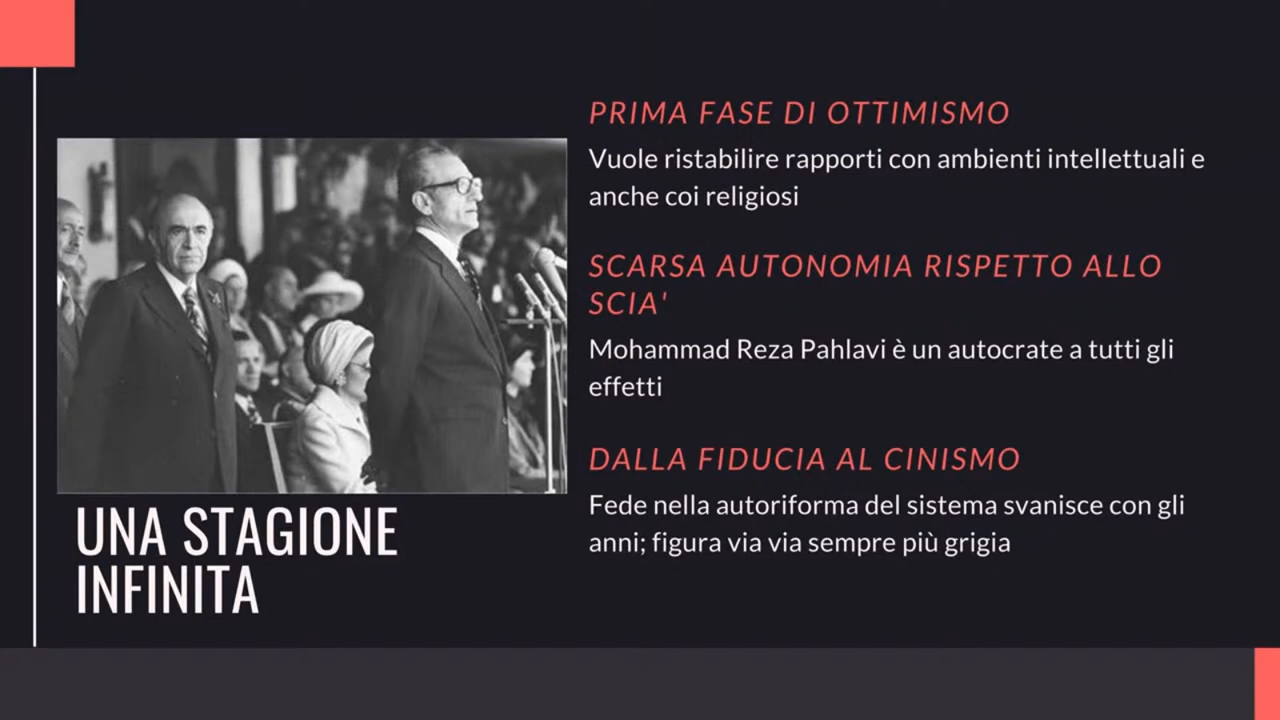 PRIMA FASE DI OTTIMISMO
Vuole ristabilire rapporti con ambienti intellettuali e
anche coi religiosi
SCARSA AUTONOMIA RISPETTO ALLO
SCIA'
Mohammad Reza Pahlavi è un autocrate a tutti gli
effetti
DALLA FIDUCIA AL CINISMO
Fede nella autoriforma del sistema svanisce con gli
anni; figura via via sempre più grigia
UNA STAGIONE
INFINITA